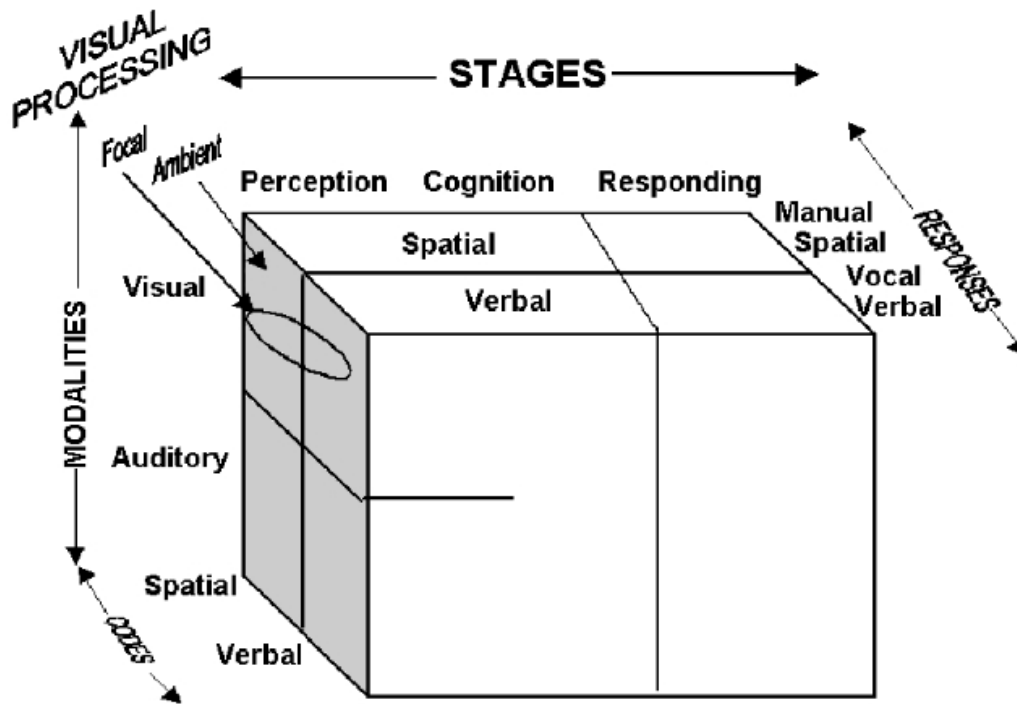 VISUAL
PROCESSING
STAGES
Focal
Ambient
Perception Cognition Responding
Manual
Spatial
Vocal
Verbal
RESPONSES
Spatial
Verbal
Visual
MODALITIES
Auditory
Spatial
Verbal
CODES